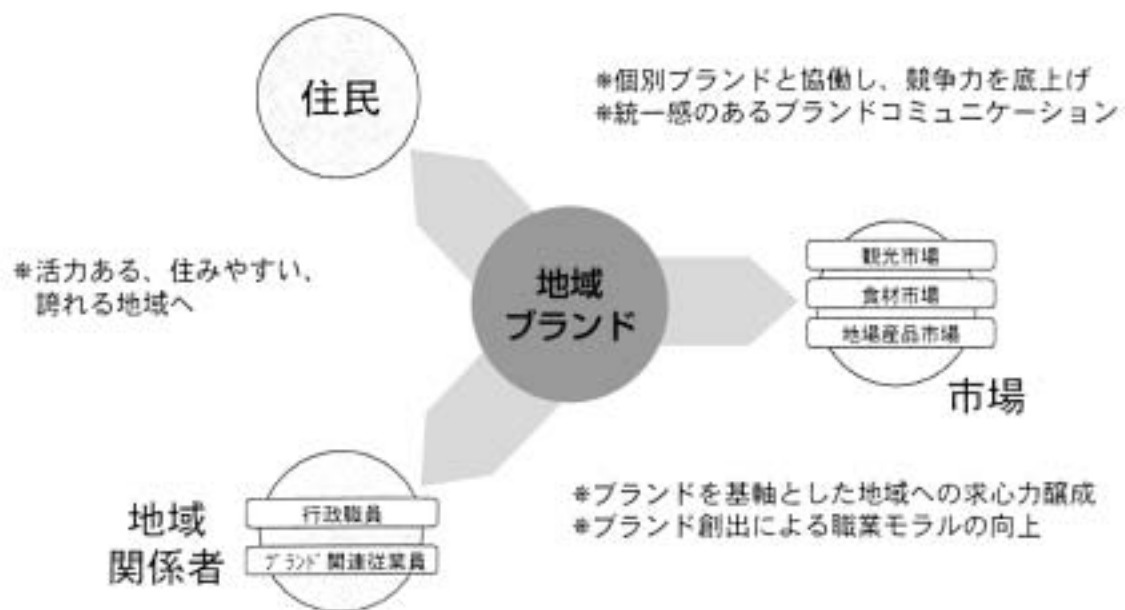 住民
*個別ブランドと協働し、競争力を底上げ
*統一感のあるブランドコミュニケーション
*活力ある、住みやすい、
誇れる地域へ
地域
ブランド
観光市場
食材市場
地場産品市場
市場
地域
関係者
行政職員
ブランド関連従業員
*ブランドを基軸とした地域への求心力醸成
*ブランド創出による職業モラルの向上